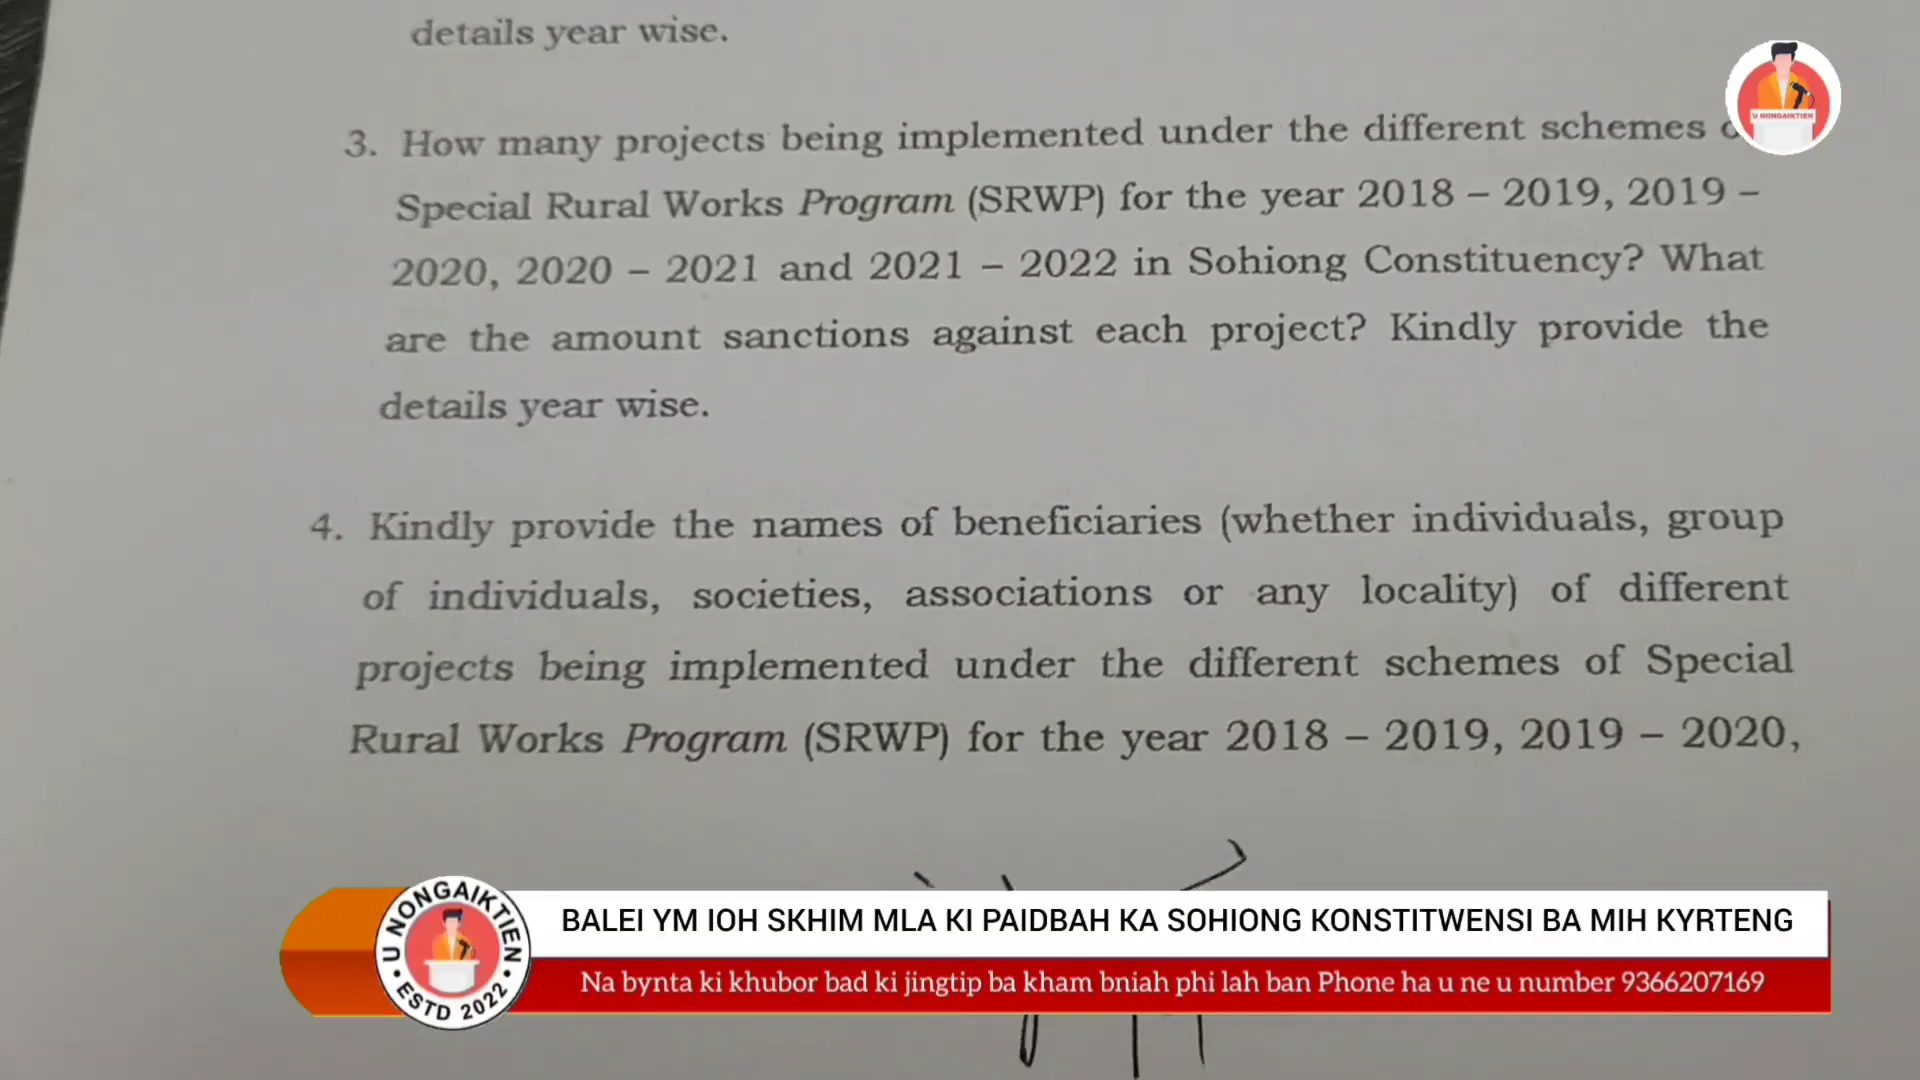 details year wise.
3. How many projects being implemented under the different schemes
Special Rural Works Program (SRWP) for the year 2018 – 2019, 2019 –
2020, 2020 – 2021 and 2021 – 2022 in Sohiong Constituency? What
are the amount sanctions against each project? Kindly provide the
details year wise.
4. Kindly provide the names of beneficiaries (whether individuals, group
of individuals, societies, associations or any locality) of different
projects being implemented under the different schemes of Special
Rural Works Program (SRWP) for the year 2018 – 2019, 2019 – 2020,
U NONGAIKTIEN
U NONGAIKTIEN
• ESTD 2022 •
BALEI YM IOH SKHIM MLA KI PAIDBAH KA SOHIONG KONSTITWENSI BA MIH KYRTENG
Na bynta ki khubor bad ki jingtip ba kham bniah phi lah ban Phone ha u ne u number 9366207169